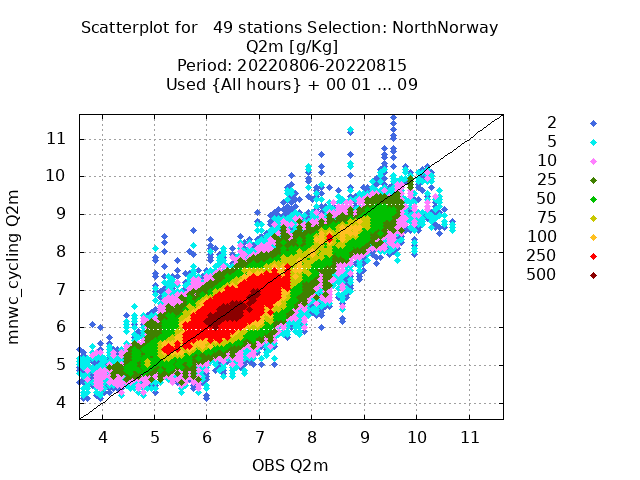 Scatterplot for   49 stations Selection: NorthNorway
Q2m [g/Kg]
Period: 20220806-20220815
Used {All hours} + 00 01 ... 09
2
5
10
25
50
75
100
250
500
11
10
9
8
7
6
5
4
mnwc_cycling Q2m
4 5 6 7 8 9 10 11
OBS Q2m